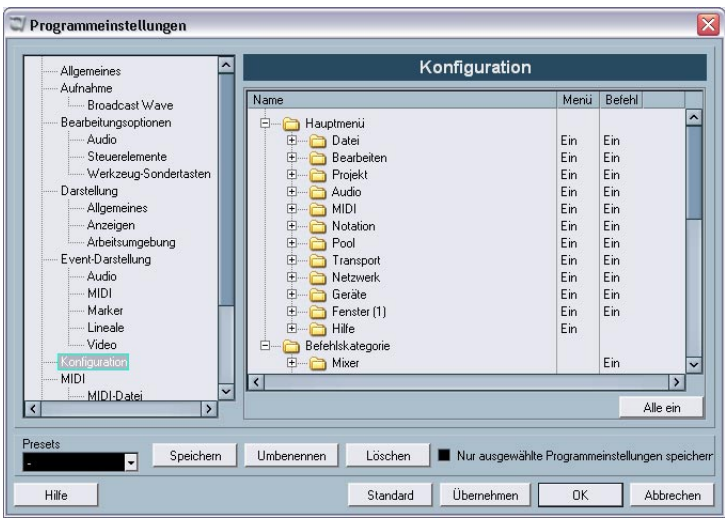 Programmeinstellungen
Allgemeines
Aufnahme
Broadcast Wave
Bearbeitungsoptionen
Audio
Steuerelemente
Werkzeug-Sondertasten
Darstellung
Allgemeines
Anzeigen
Arbeitsumgebung
Event-Darstellung
Audio
MIDI
Marker
Lineale
Video
Konfiguration
MIDI
MIDI-Datei
Konfiguration
Name Menü Befehl
Hauptmenü
Datei Ein Ein
Bearbeiten Ein Ein
Projekt Ein Ein
Audio Ein Ein
MIDI Ein Ein
Notation Ein Ein
Pool Ein Ein
Transport Ein Ein
Netzwerk Ein Ein
Geräte Ein Ein
Fenster (1) Ein Ein
Hilfe Ein
Befehlskategorie
Mixer Ein
Alle ein
Presets
-
Speichern Umbenennen Löschen Nur ausgewählte Programmeinstellungen speichern
Hilfe Standard Übernehmen OK Abbrechen